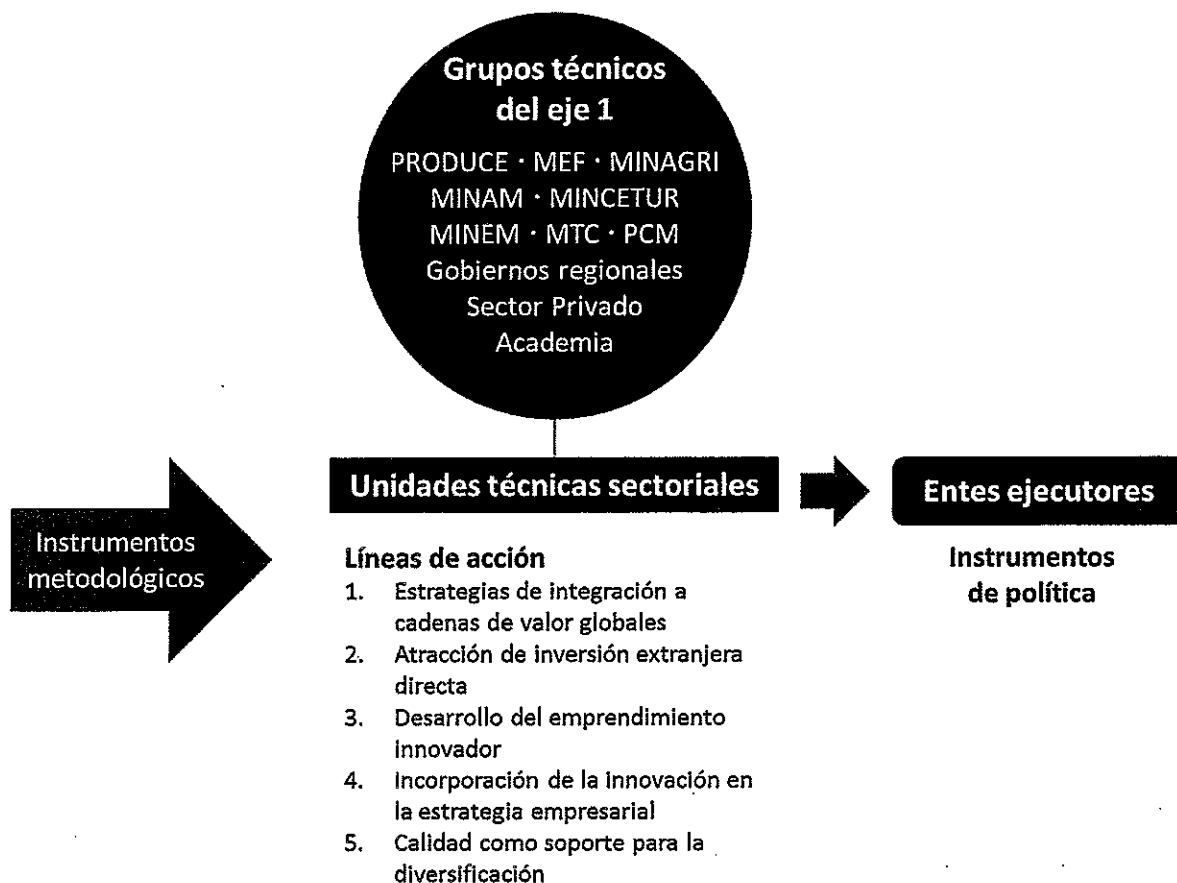 Grupos técnicos
del eje 1
PRODUCE · MEF · MINAGRI
MINAM · MINCETUR
MINEM · MTC · PCM
Gobiernos regionales
Sector Privado
Academia
Instrumentos
metodológicos
Unidades técnicas sectoriales
Líneas de acción
1. Estrategias de integración a
cadenas de valor globales
2. Atracción de inversión extranjera
directa
3. Desarrollo del emprendimiento
innovador
4. Incorporación de la innovación en
la estrategia empresarial
5. Calidad como soporte para la
diversificación
Entes ejecutores
Instrumentos
de política